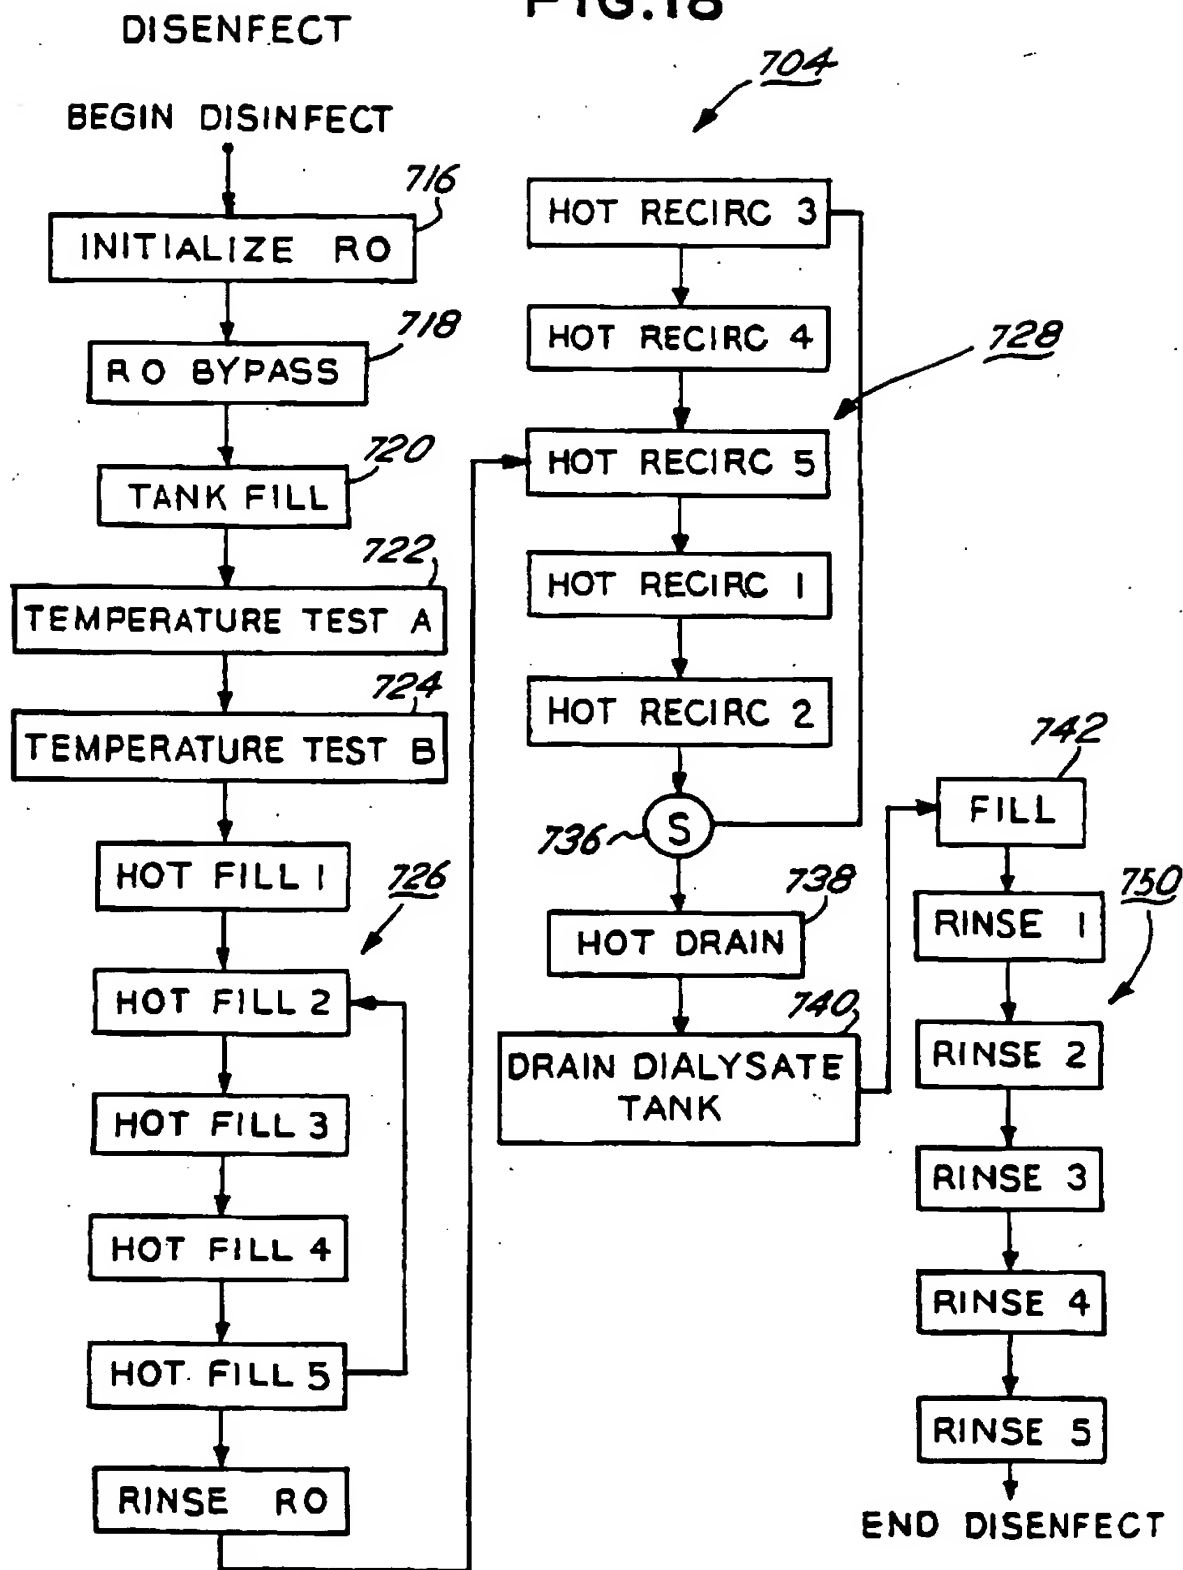 FIG.18
DISENFECT
BEGIN DISINFECT
716
INITIALIZE RO
718
RO BYPASS
720
TANK FILL
722
TEMPERATURE TEST A
724
TEMPERATURE TEST B
HOT FILL 1
726
HOT FILL 2
HOT FILL 3
HOT FILL 4
HOT FILL 5
RINSE RO
704
HOT RECIRC 3
HOT RECIRC 4
728
HOT RECIRC 5
HOT RECIRC 1
HOT RECIRC 2
736
S
738
HOT DRAIN
740
DRAIN DIALYSATE
TANK
742
FILL
750
RINSE 1
RINSE 2
RINSE 3
RINSE 4
RINSE 5
END DISENFECT